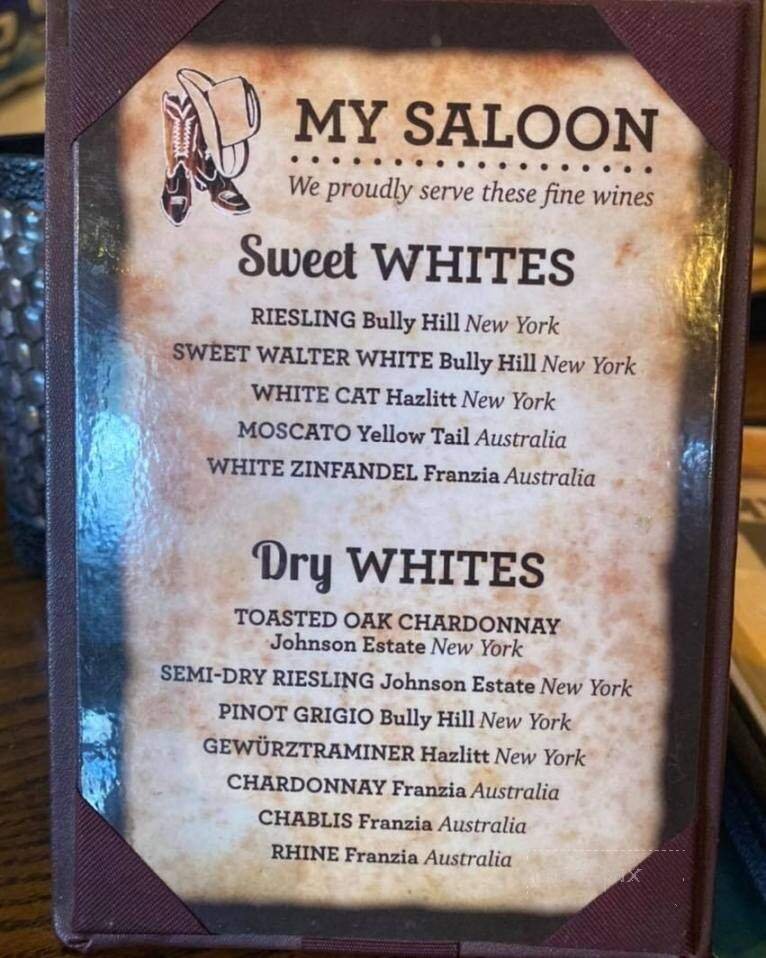 MY SALOON
We proudly serve these fine wines
Sweet WHITES
RIESLING Bully Hill New York
SWEET WALTER WHITE Bully Hill New York
WHITE CAT Hazlitt New York
MOSCATO Yellow Tail Australia
WHITE ZINFANDEL Franzia Australia
Dry WHITES
TOASTED OAK CHARDONNAY
Johnson Estate New York
SEMI-DRY RIESLING Johnson Estate New York
PINOT GRIGIO Bully Hill New York
GEWÜRZTRAMINER Hazlitt New York
CHARDONNAY Franzia Australia
CHABLIS Franzia Australia
RHINE Franzia Australia